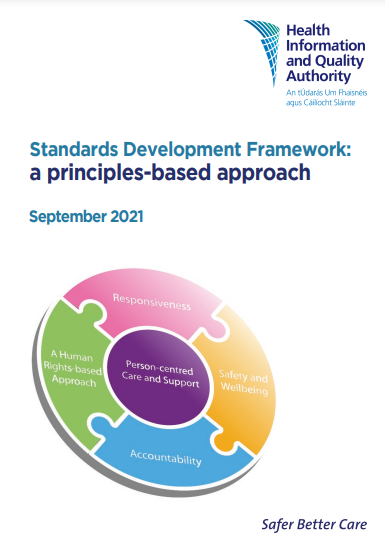 Health
Information
and Quality
Authority
An tÚdarás Um Fhaisnéis
agus Cáilíocht Sláinte
Standards Development Framework:
a principles-based approach
September 2021
Responsiveness
A Human
Rights-based
Approach
Person-centred
Care and Support
Safety and
Wellbeing
Accountability
Safer Better Care